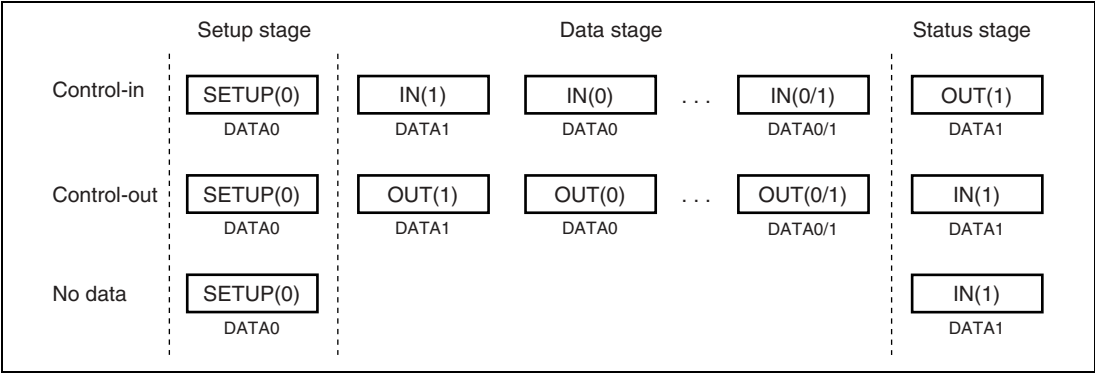 Setup stage Data stage Status stage
Control-in SETUP(0) IN(1) IN(0) . . . IN(0/1) OUT(1)
DATA0 DATA1 DATA0 DATA0/1 DATA1
Control-out SETUP(0) OUT(1) OUT(0) . . . OUT(0/1) IN(1)
DATA0 DATA1 DATA0 DATA0/1 DATA1
No data SETUP(0) IN(1)
DATA0 DATA1